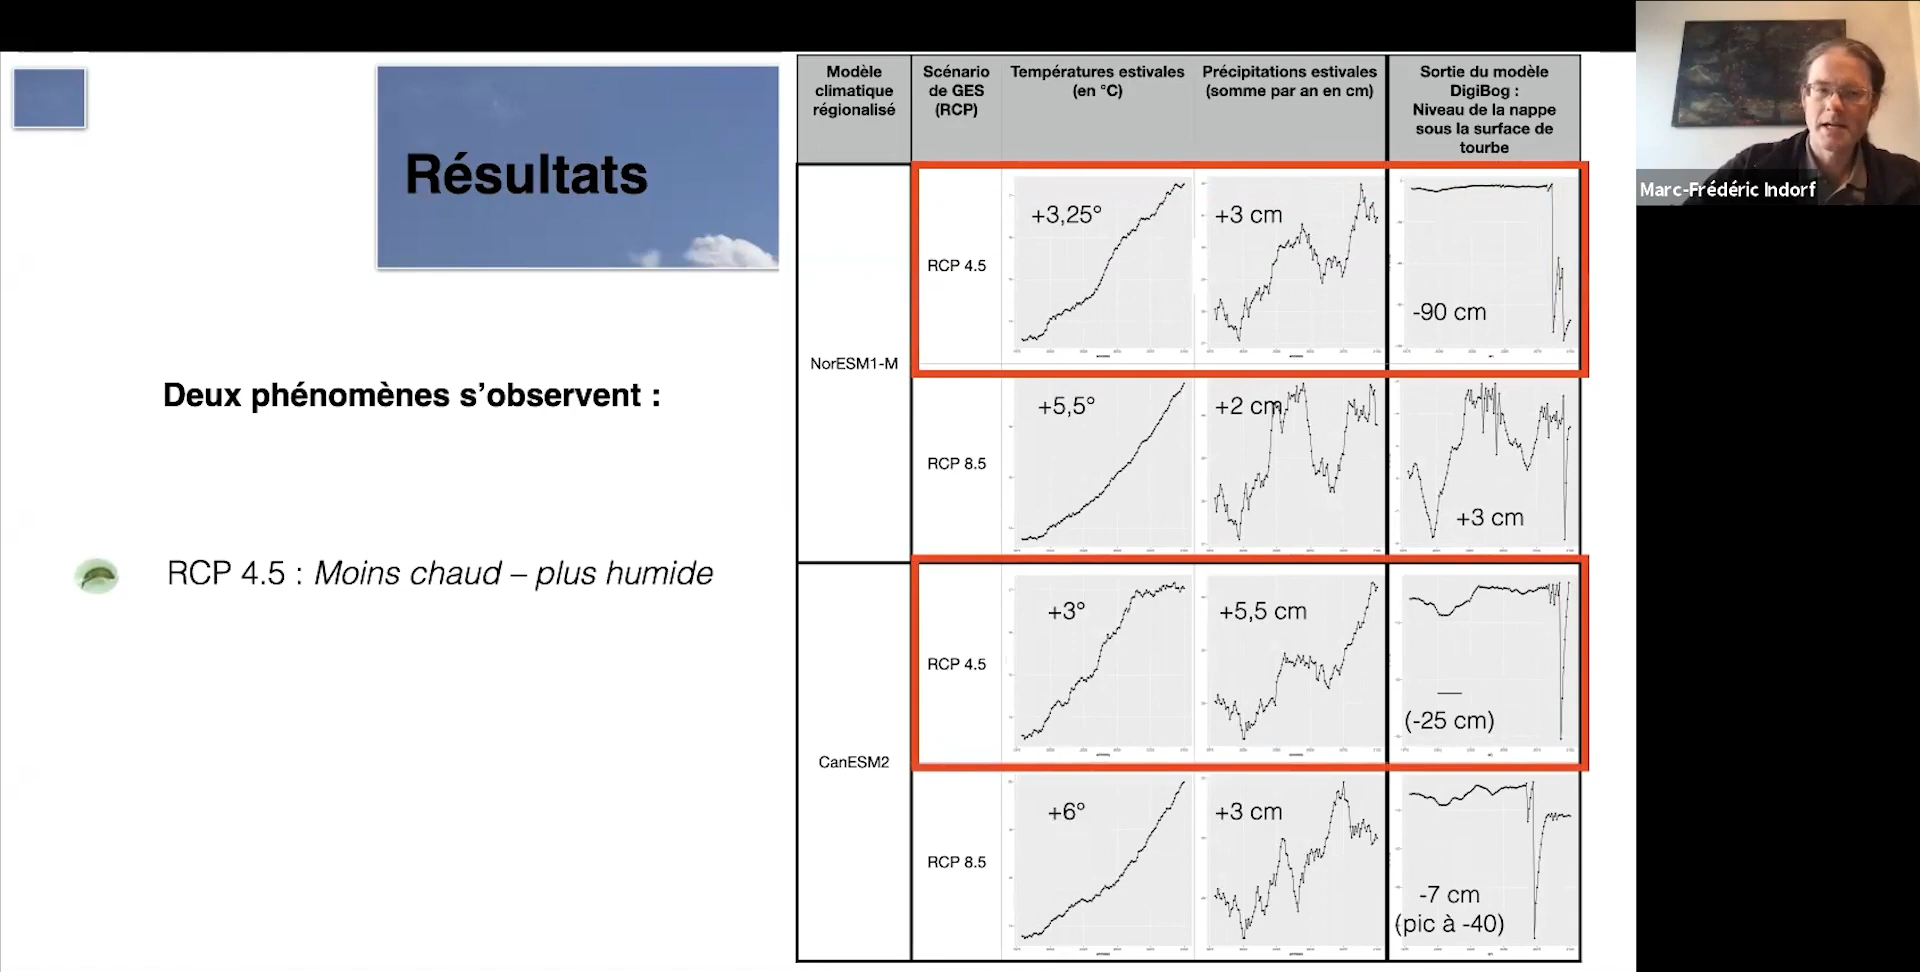 Résultats
Deux phénomènes s’observent :
RCP 4.5 : Moins chaud – plus humide
Modèle
climatique
régionalisé
Scénario
de GES
(RCP)
Températures estivales
(en °C)
Précipitations estivales
(somme par an en cm)
Sortie du modèle
DigiBog :
Niveau de la nappe
sous la surface de
tourbe
NorESM1-M
RCP 4.5
+3,25°
+3 cm
-90 cm
RCP 8.5
+5,5°
+2 cm
+3 cm
CanESM2
RCP 4.5
+3°
+5,5 cm
(-25 cm)
RCP 8.5
+6°
+3 cm
-7 cm
(pic à -40)
Marc-Frédéric Indorf